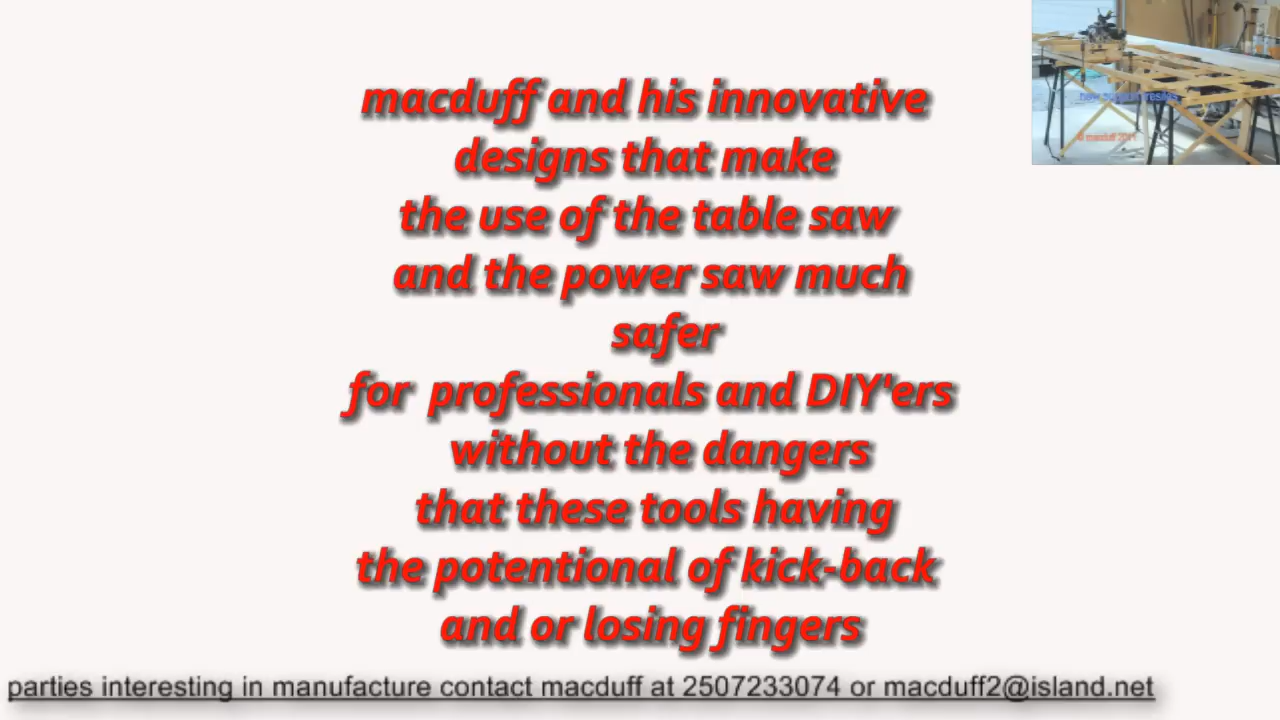 macduff and his innovative
designs that make
the use of the table saw
and the power saw much
safer
for professionals and DIY'ers
without the dangers
that these tools having
the potentional of kick-back
and or losing fingers
© macduff 2011
parties interesting in manufacture contact macduff at 2507233074 or macduff2@island.net